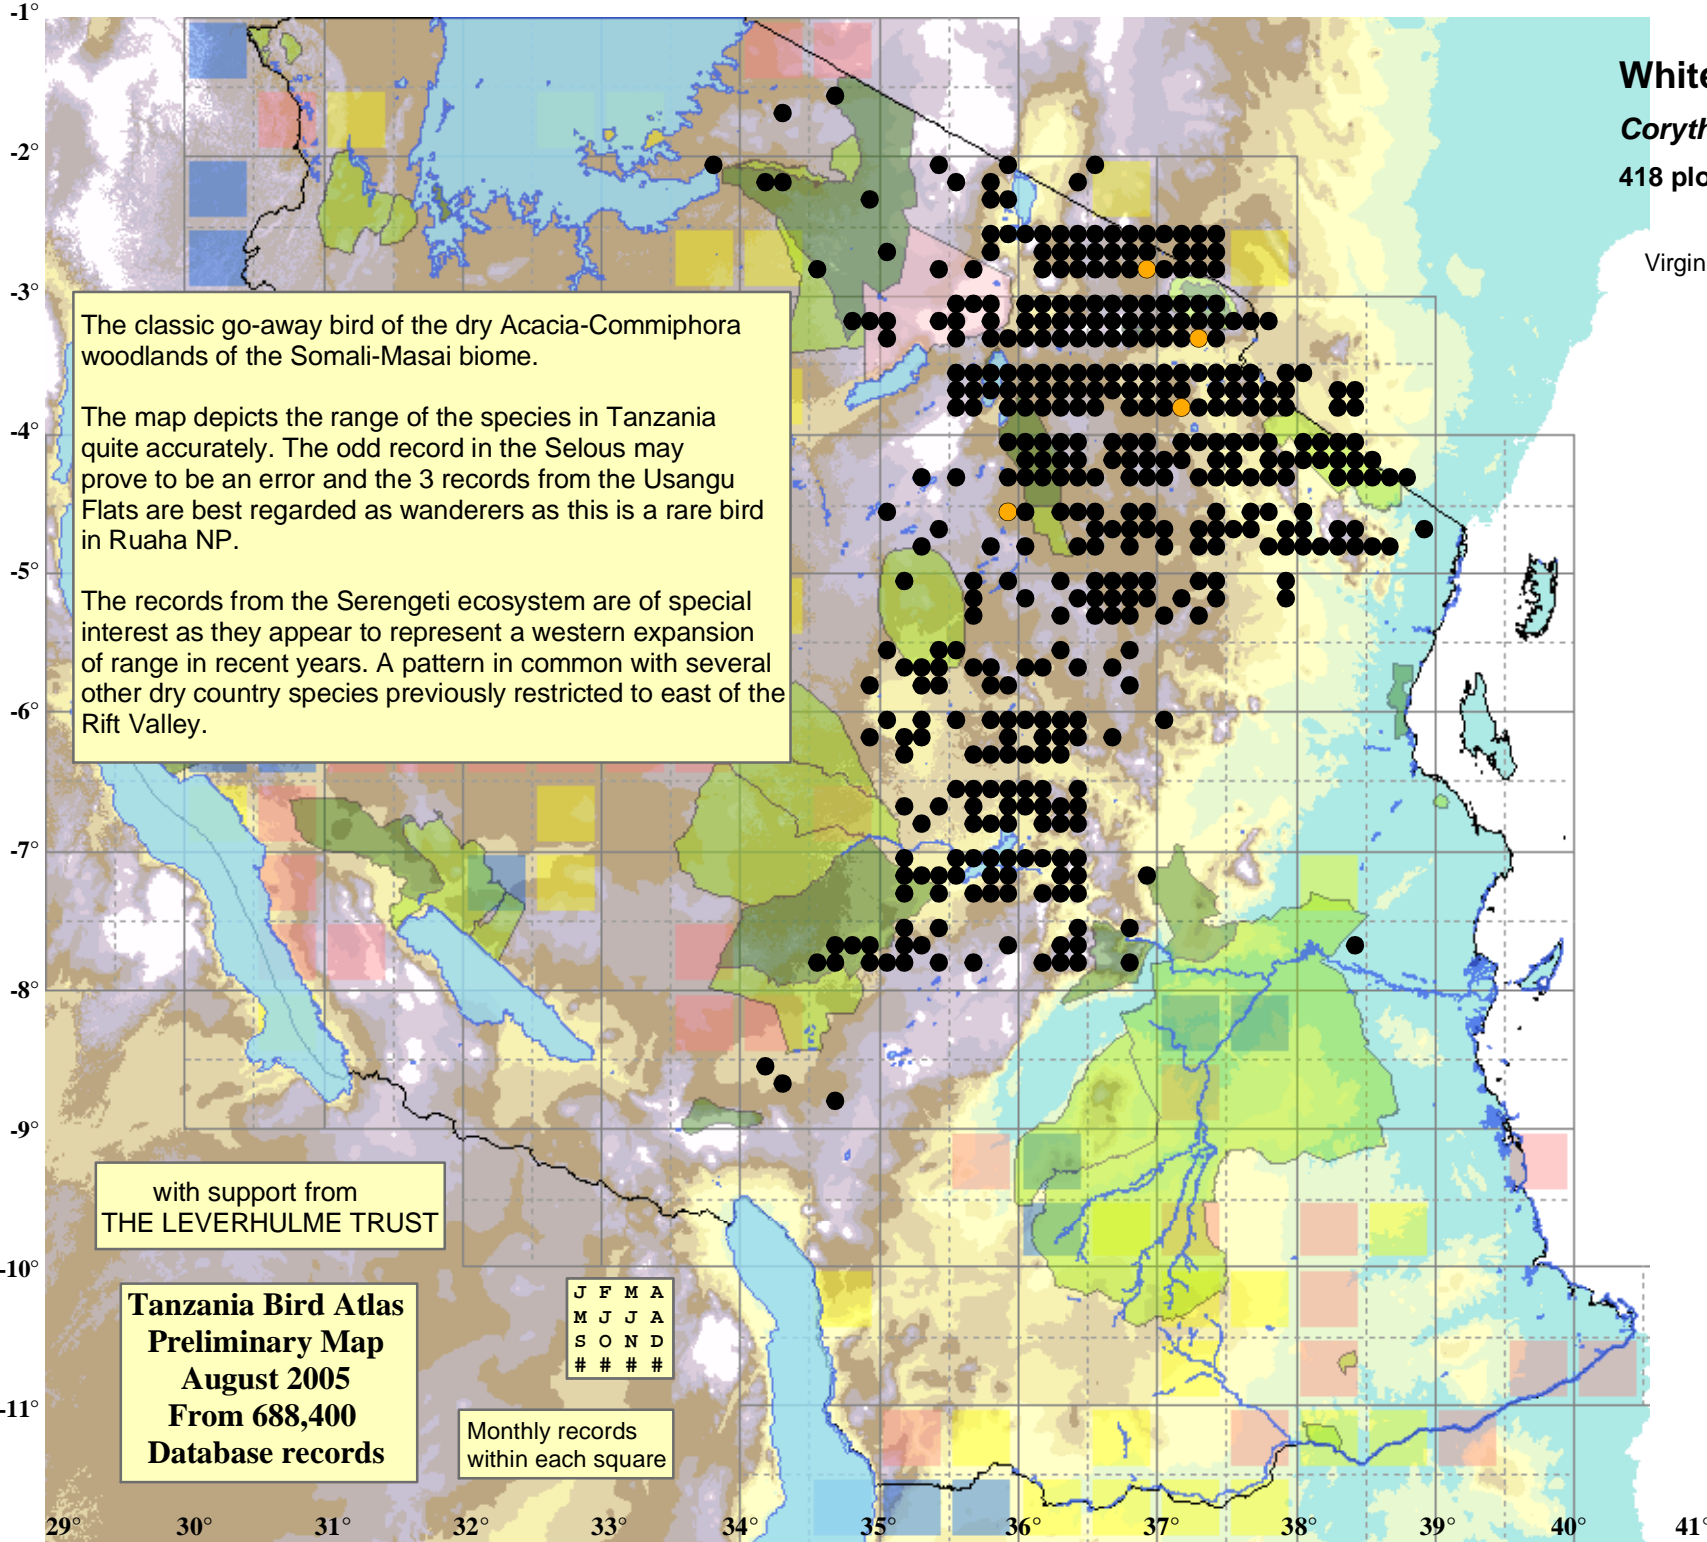 -1°
-2°
-3°
-4°
-5°
-6°
-7°
-8°
-9°
-10°
-11°
White
Coryth
418 plo
Virgin
The classic go-away bird of the dry Acacia-Commiphora
woodlands of the Somali-Masai biome.
The map depicts the range of the species in Tanzania
quite accurately. The odd record in the Selous may
prove to be an error and the 3 records from the Usangu
Flats are best regarded as wanderers as this is a rare bird
in Ruaha NP.
The records from the Serengeti ecosystem are of special
interest as they appear to represent a western expansion
of range in recent years. A pattern in common with several
other dry country species previously restricted to east of the
Rift Valley.
with support from
THE LEVERHULME TRUST
Tanzania Bird Atlas
Preliminary Map
August 2005
From 688,400
Database records
J F M A
M J J A
S O N D
# # # #
Monthly records
within each square
29° 30° 31° 32° 33° 34° 35° 36° 37° 38° 39° 40° 41°